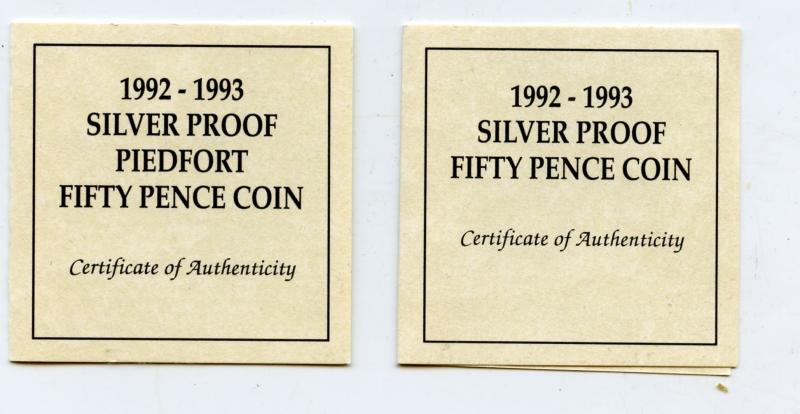 1992 - 1993
SILVER PROOF
PIEDFORT
FIFTY PENCE COIN
Certificate of Authenticity
1992 - 1993
SILVER PROOF
FIFTY PENCE COIN
Certificate of Authenticity